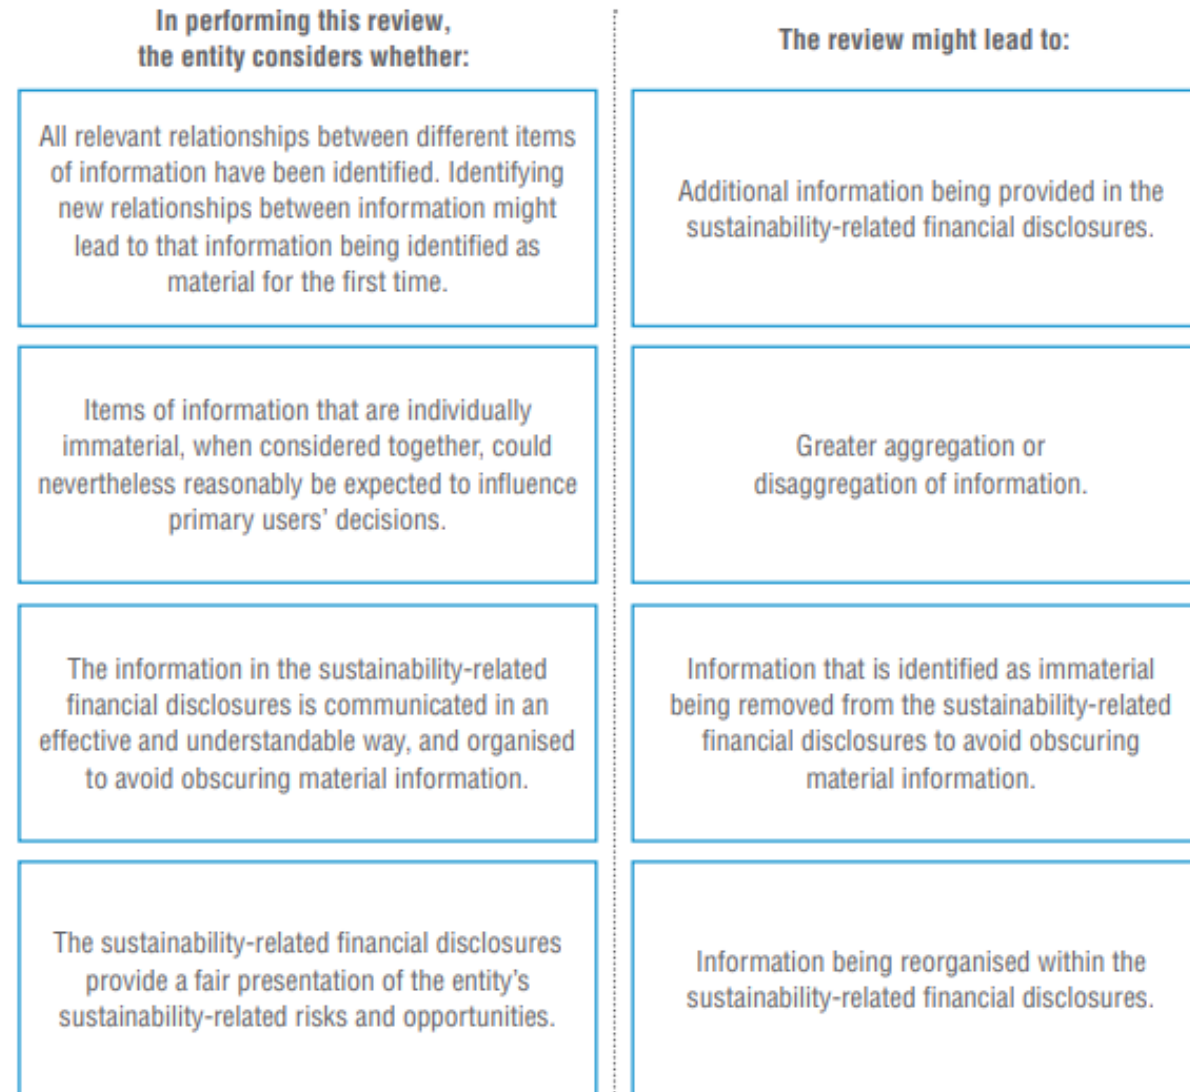 In performing this review,
the entity considers whether:
The review might lead to:
All relevant relationships between different items
of information have been identified. Identifying
new relationships between information might
lead to that information being identified as
material for the first time.
Additional information being provided in the
sustainability-related financial disclosures.
Items of information that are individually
immaterial, when considered together, could
nevertheless reasonably be expected to influence
primary users’ decisions.
Greater aggregation or
disaggregation of information.
The information in the sustainability-related
financial disclosures is communicated in an
effective and understandable way, and organised
to avoid obscuring material information.
Information that is identified as immaterial
being removed from the sustainability-related
financial disclosures to avoid obscuring
material information.
The sustainability-related financial disclosures
provide a fair presentation of the entity’s
sustainability-related risks and opportunities.
Information being reorganised within the
sustainability-related financial disclosures.